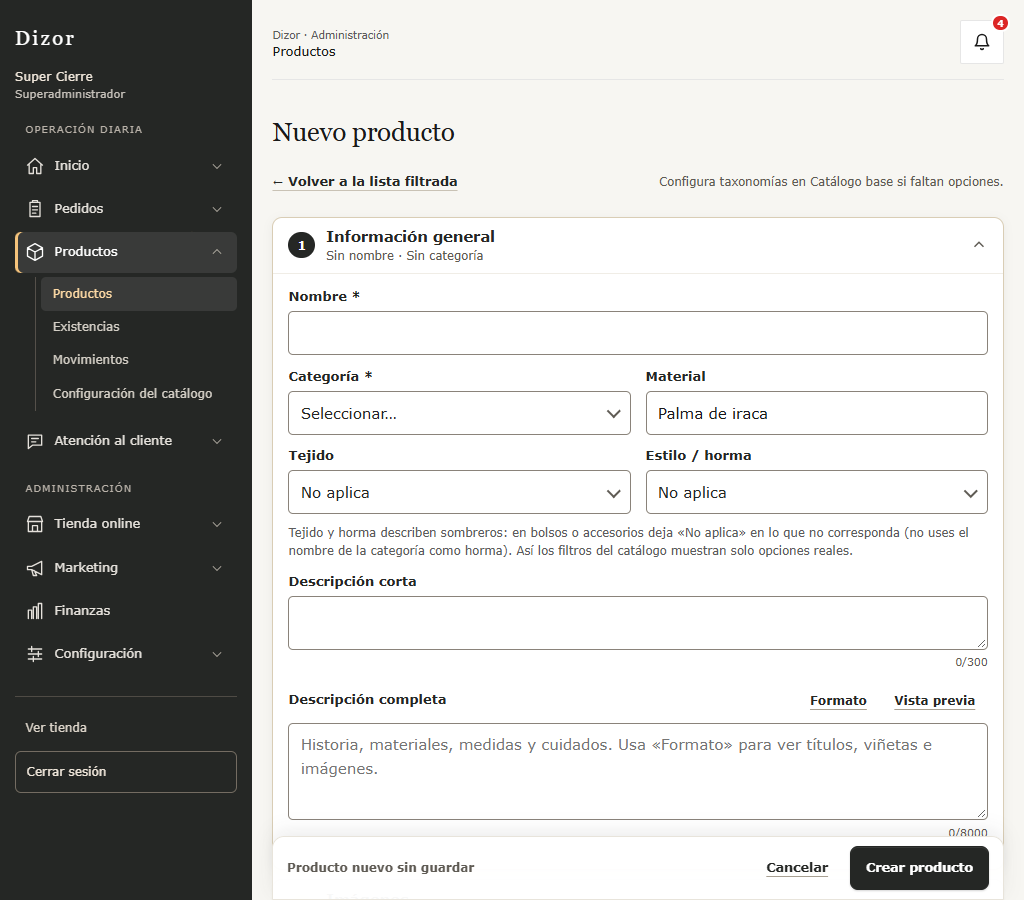 Dizor
Super Cierre
Superadministrador
OPERACIÓN DIARIA
Inicio
Pedidos
Productos
Productos
Existencias
Movimientos
Configuración del catálogo
Atención al cliente
ADMINISTRACIÓN
Tienda online
Marketing
Finanzas
Configuración
Ver tienda
Cerrar sesión
Dizor · Administración
Productos
4
Nuevo producto
← Volver a la lista filtrada
Configura taxonomías en Catálogo base si faltan opciones.
1
Información general
Sin nombre · Sin categoría
Nombre *
Categoría *
Material
Seleccionar...
Palma de iraca
Tejido
Estilo / horma
No aplica
No aplica
Tejido y horma describen sombreros: en bolsos o accesorios deja «No aplica» en lo que no corresponda (no uses el
nombre de la categoría como horma). Así los filtros del catálogo muestran solo opciones reales.
Descripción corta
0/300
Descripción completa
Formato
Vista previa
Historia, materiales, medidas y cuidados. Usa «Formato» para ver títulos, viñetas e
imágenes.
0/8000
Producto nuevo sin guardar
Cancelar
Crear producto